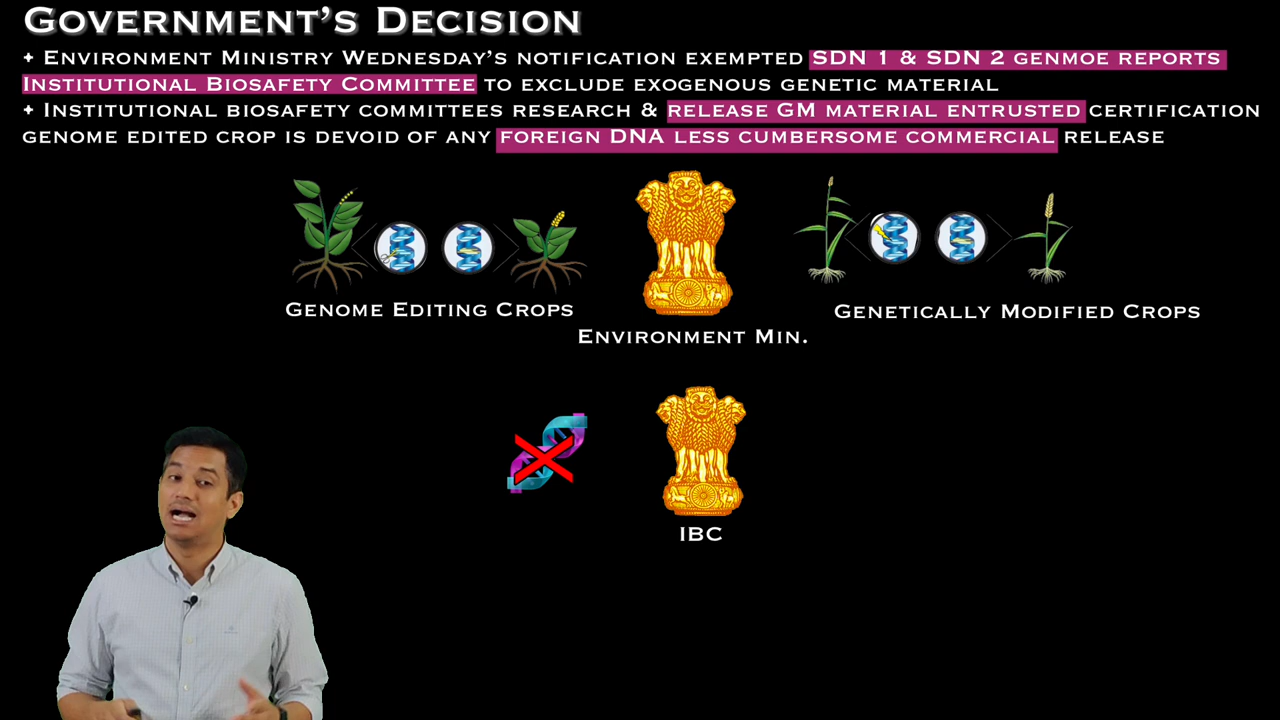 Government's Decision
+ Environment Ministry Wednesday's notification exempted SDN 1 & SDN 2 genmoe reports
Institutional Biosafety Committee to exclude exogenous genetic material
+ Institutional biosafety committees research & release GM material entrusted certification
genome edited crop is devoid of any foreign DNA less cumbersome commercial release
Genome Editing Crops
Genetically Modified Crops
Environment Min.
IBC